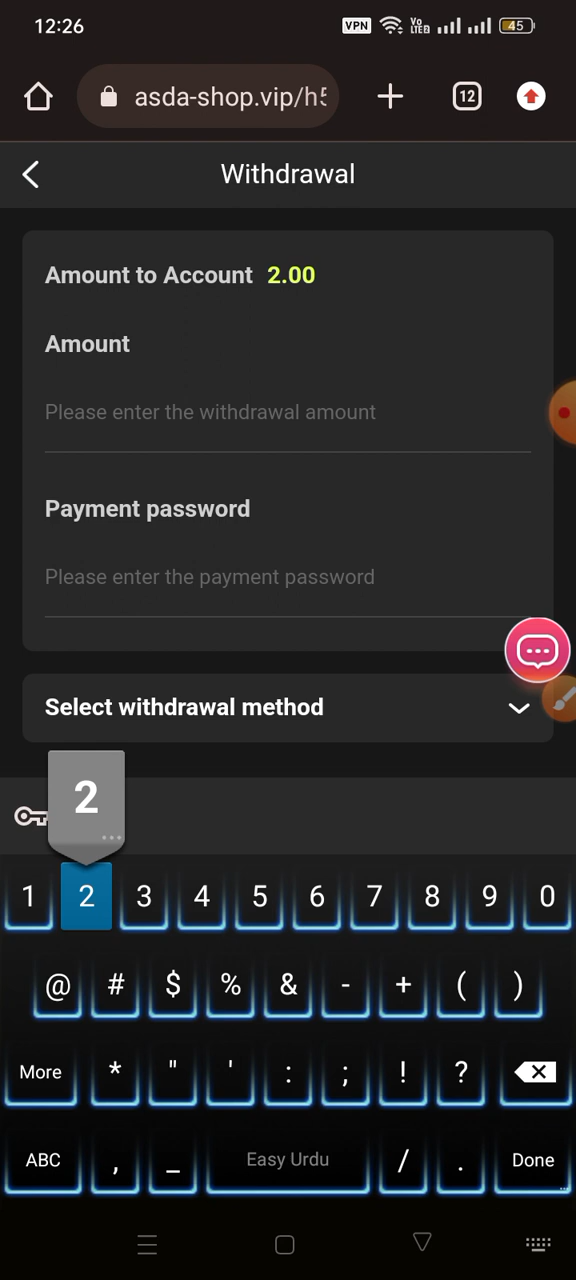 12:26 VPN Vo LTE2 45
asda-shop.vip/h5 12
Withdrawal
Amount to Account 2.00
Amount
Please enter the withdrawal amount
Payment password
Please enter the payment password
Select withdrawal method
2
1 2 3 4 5 6 7 8 9 0
@ # $ % & - + ( )
More * " ' : ; ! ?
ABC , _ Easy Urdu / . Done